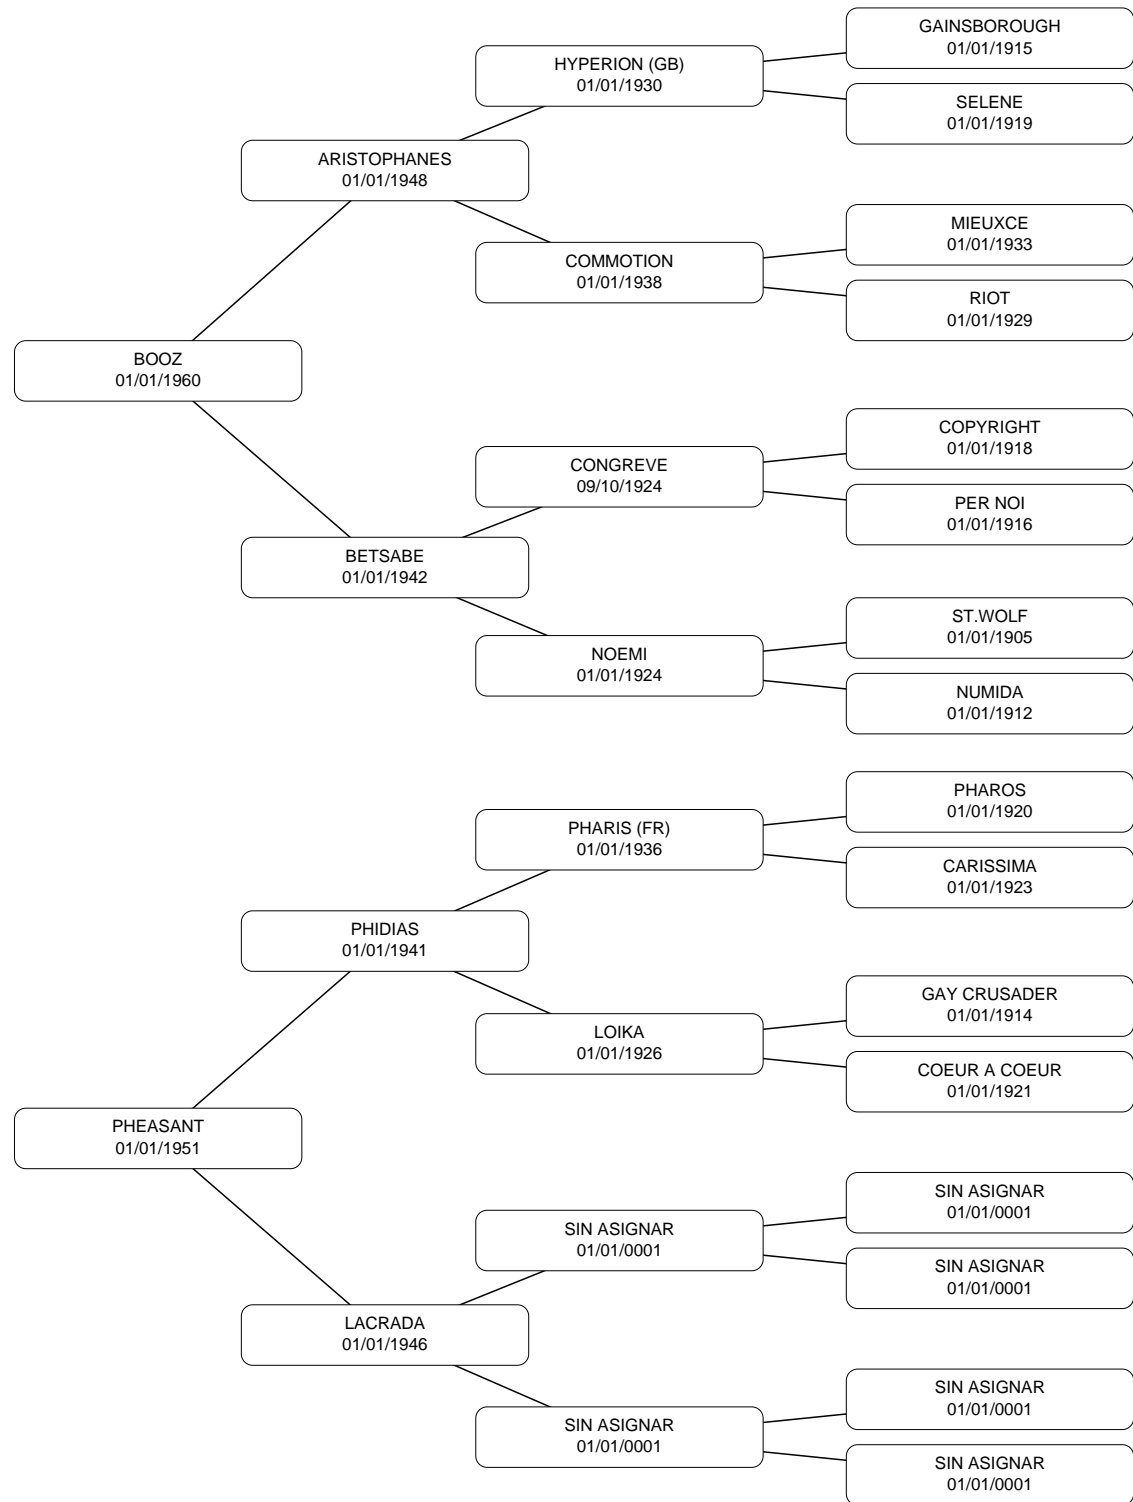 GAINSBOROUGH
01/01/1915
HYPERION (GB)
01/01/1930
SELENE
01/01/1919
ARISTOPHANES
01/01/1948
MIEUXCE
01/01/1933
COMMOTION
01/01/1938
RIOT
01/01/1929
BOOZ
01/01/1960
COPYRIGHT
01/01/1918
CONGREVE
09/10/1924
PER NOI
01/01/1916
BETSABE
01/01/1942
ST.WOLF
01/01/1905
NOEMI
01/01/1924
NUMIDA
01/01/1912
PHAROS
01/01/1920
PHARIS (FR)
01/01/1936
CARISSIMA
01/01/1923
PHIDIAS
01/01/1941
GAY CRUSADER
01/01/1914
LOIKA
01/01/1926
COEUR A COEUR
01/01/1921
PHEASANT
01/01/1951
SIN ASIGNAR
01/01/0001
SIN ASIGNAR
01/01/0001
SIN ASIGNAR
01/01/0001
LACRADA
01/01/1946
SIN ASIGNAR
01/01/0001
SIN ASIGNAR
01/01/0001
SIN ASIGNAR
01/01/0001